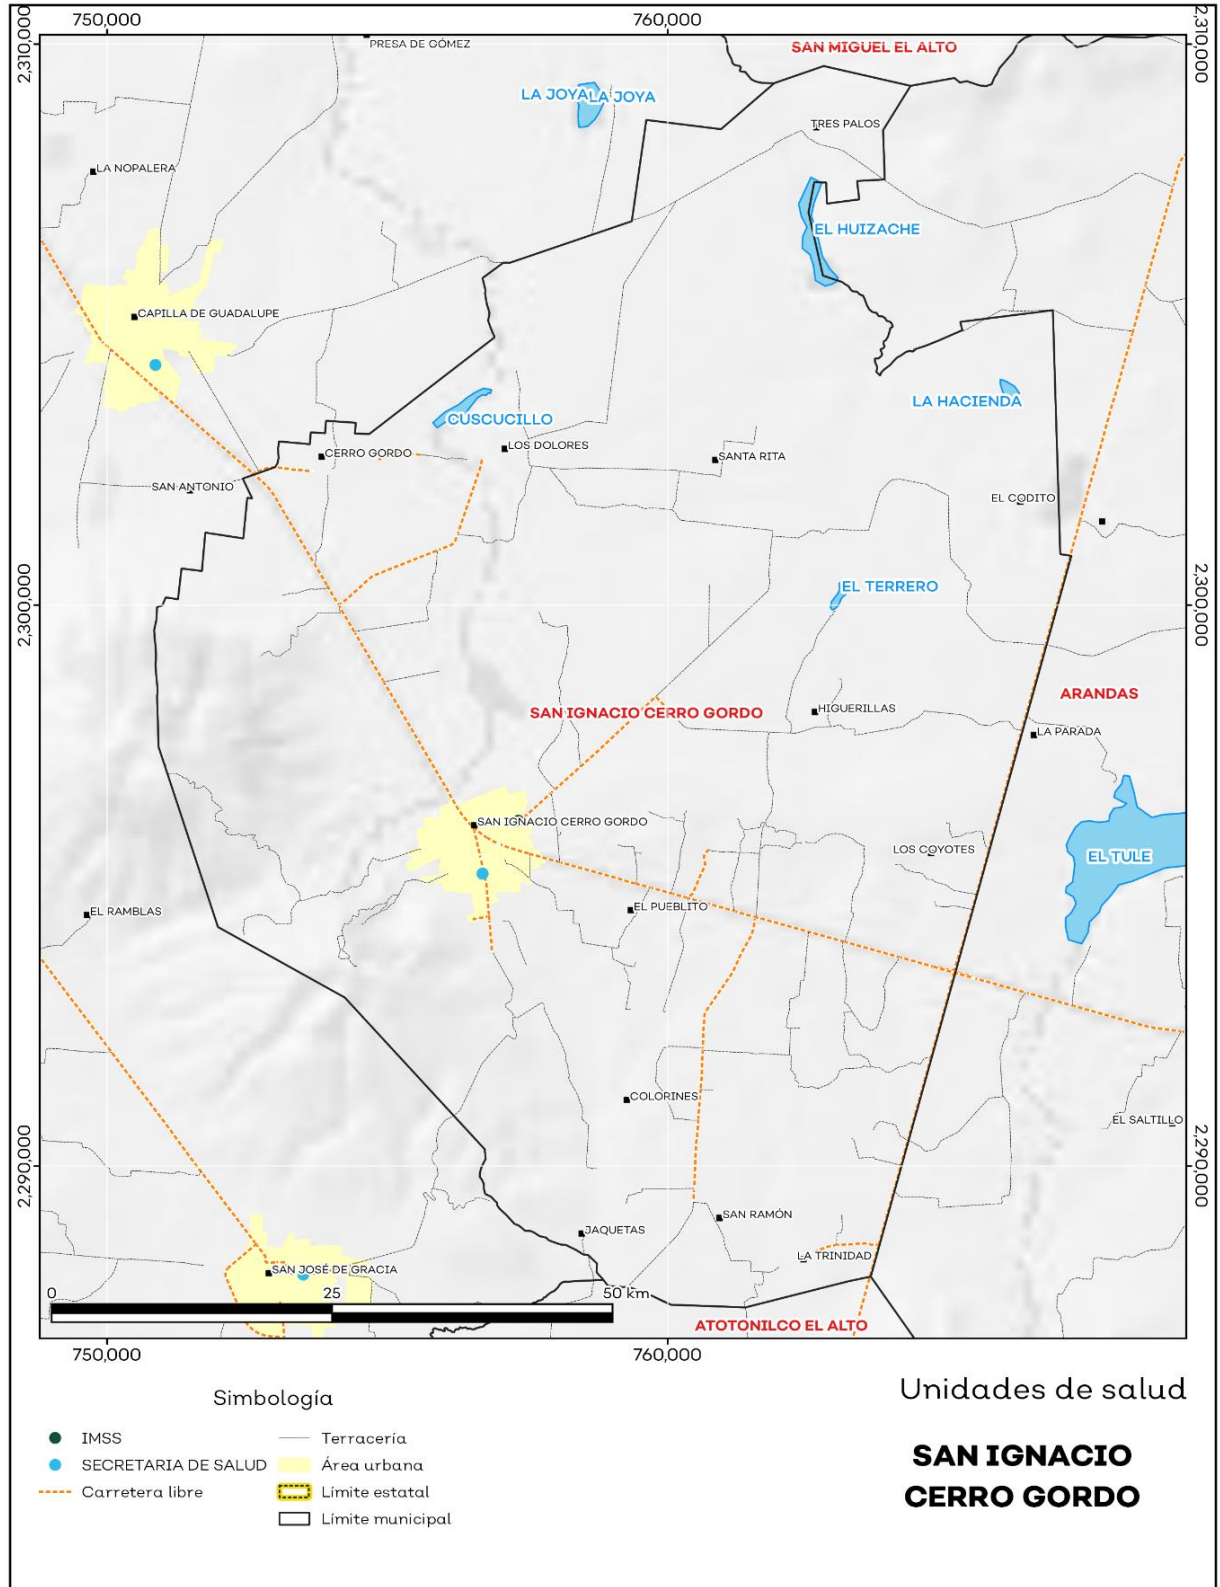 750,000
760,000
2,310,000
2,310,000
PRESA DE GÓMEZ
SAN MIGUEL EL ALTO
LA JOYA
LA JOYA
TRES PALOS
LA NOPALERA
EL HUIZACHE
CAPILLA DE GUADALUPE
LA HACIENDA
CUSCUCILLO
LOS DOLORES
CERRO GORDO
SANTA RITA
SAN ANTONIO
EL CODITO
2,300,000
2,300,000
EL TERRERO
ARANDAS
SAN IGNACIO CERRO GORDO
HIGUERILLAS
LA PARADA
SAN IGNACIO CERRO GORDO
LOS COYOTES
EL TULE
EL RAMBLAS
EL PUEBLITO
COLORINES
EL SALTILLO
2,290,000
2,290,000
SAN RAMÓN
JAQUETAS
LA TRINIDAD
SAN JOSÉ DE GRACIA
0
25
50 km
ATOTONILCO EL ALTO
750,000
760,000
Simbología
IMSS
SECRETARIA DE SALUD
Carretera libre
Terracería
Área urbana
Límite estatal
Límite municipal
Unidades de salud
SAN IGNACIO
CERRO GORDO